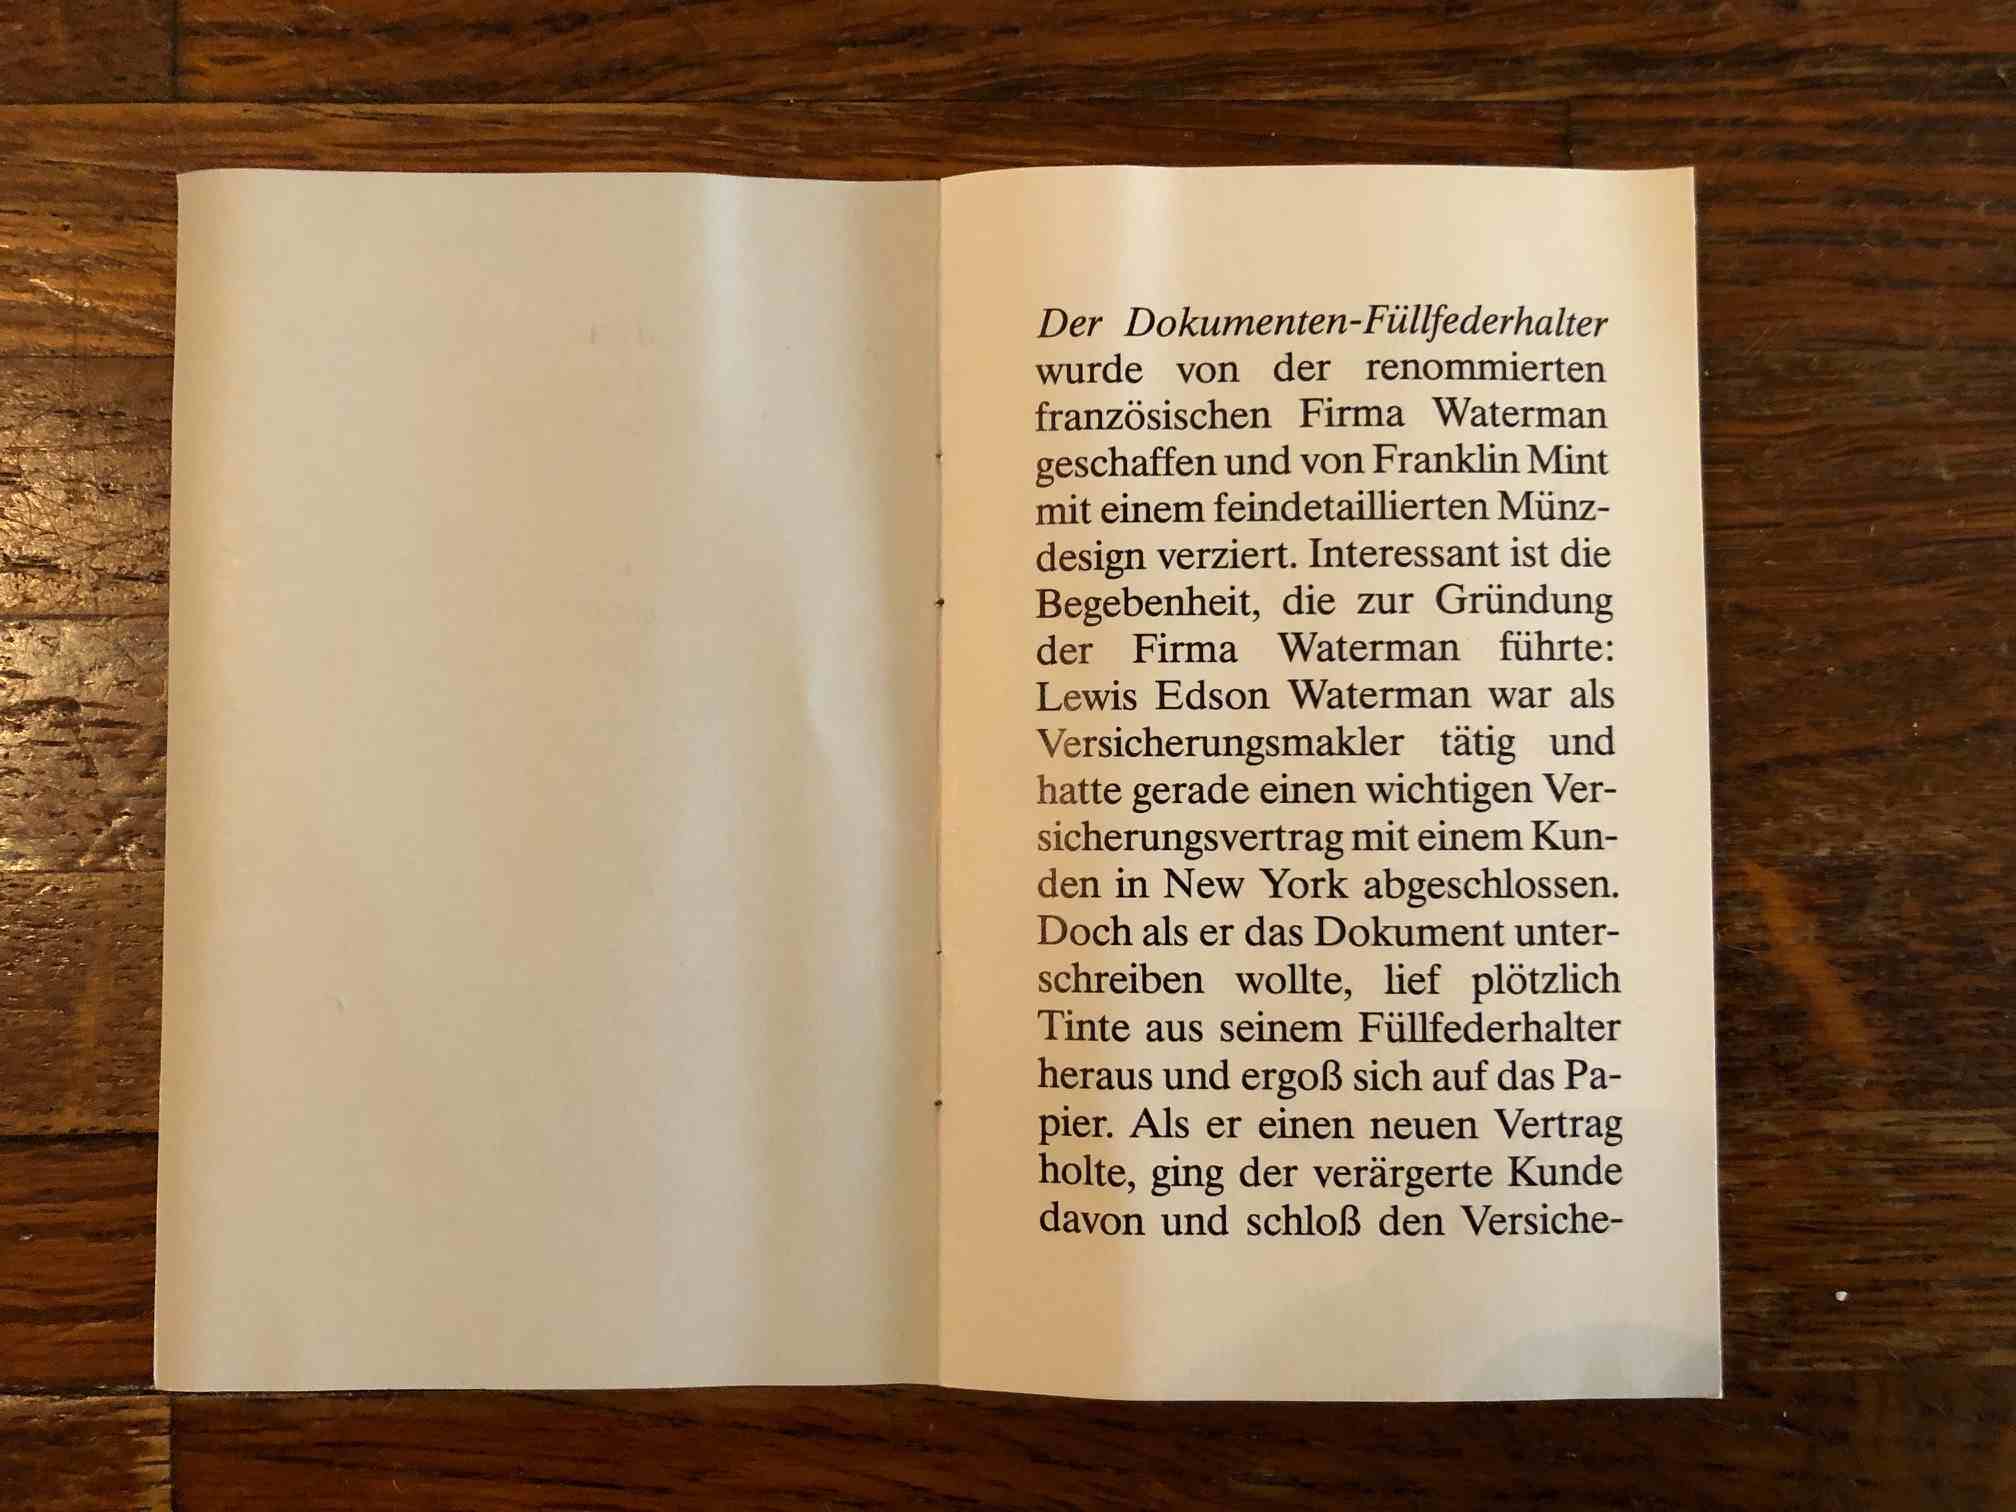 Der Dokumenten-Füllfederhalter
wurde von der renommierten
französischen Firma Waterman
geschaffen und von Franklin Mint
mit einem feindetaillierten Münz-
design verziert. Interessant ist die
Begebenheit, die zur Gründung
der Firma Waterman führte:
Lewis Edson Waterman war als
Versicherungsmakler tätig und
hatte gerade einen wichtigen Ver-
sicherungsvertrag mit einem Kun-
den in New York abgeschlossen.
Doch als er das Dokument unter-
schreiben wollte, lief plötzlich
Tinte aus seinem Füllfederhalter
heraus und ergoß sich auf das Pa-
pier. Als er einen neuen Vertrag
holte, ging der verärgerte Kunde
davon und schloß den Versiche-